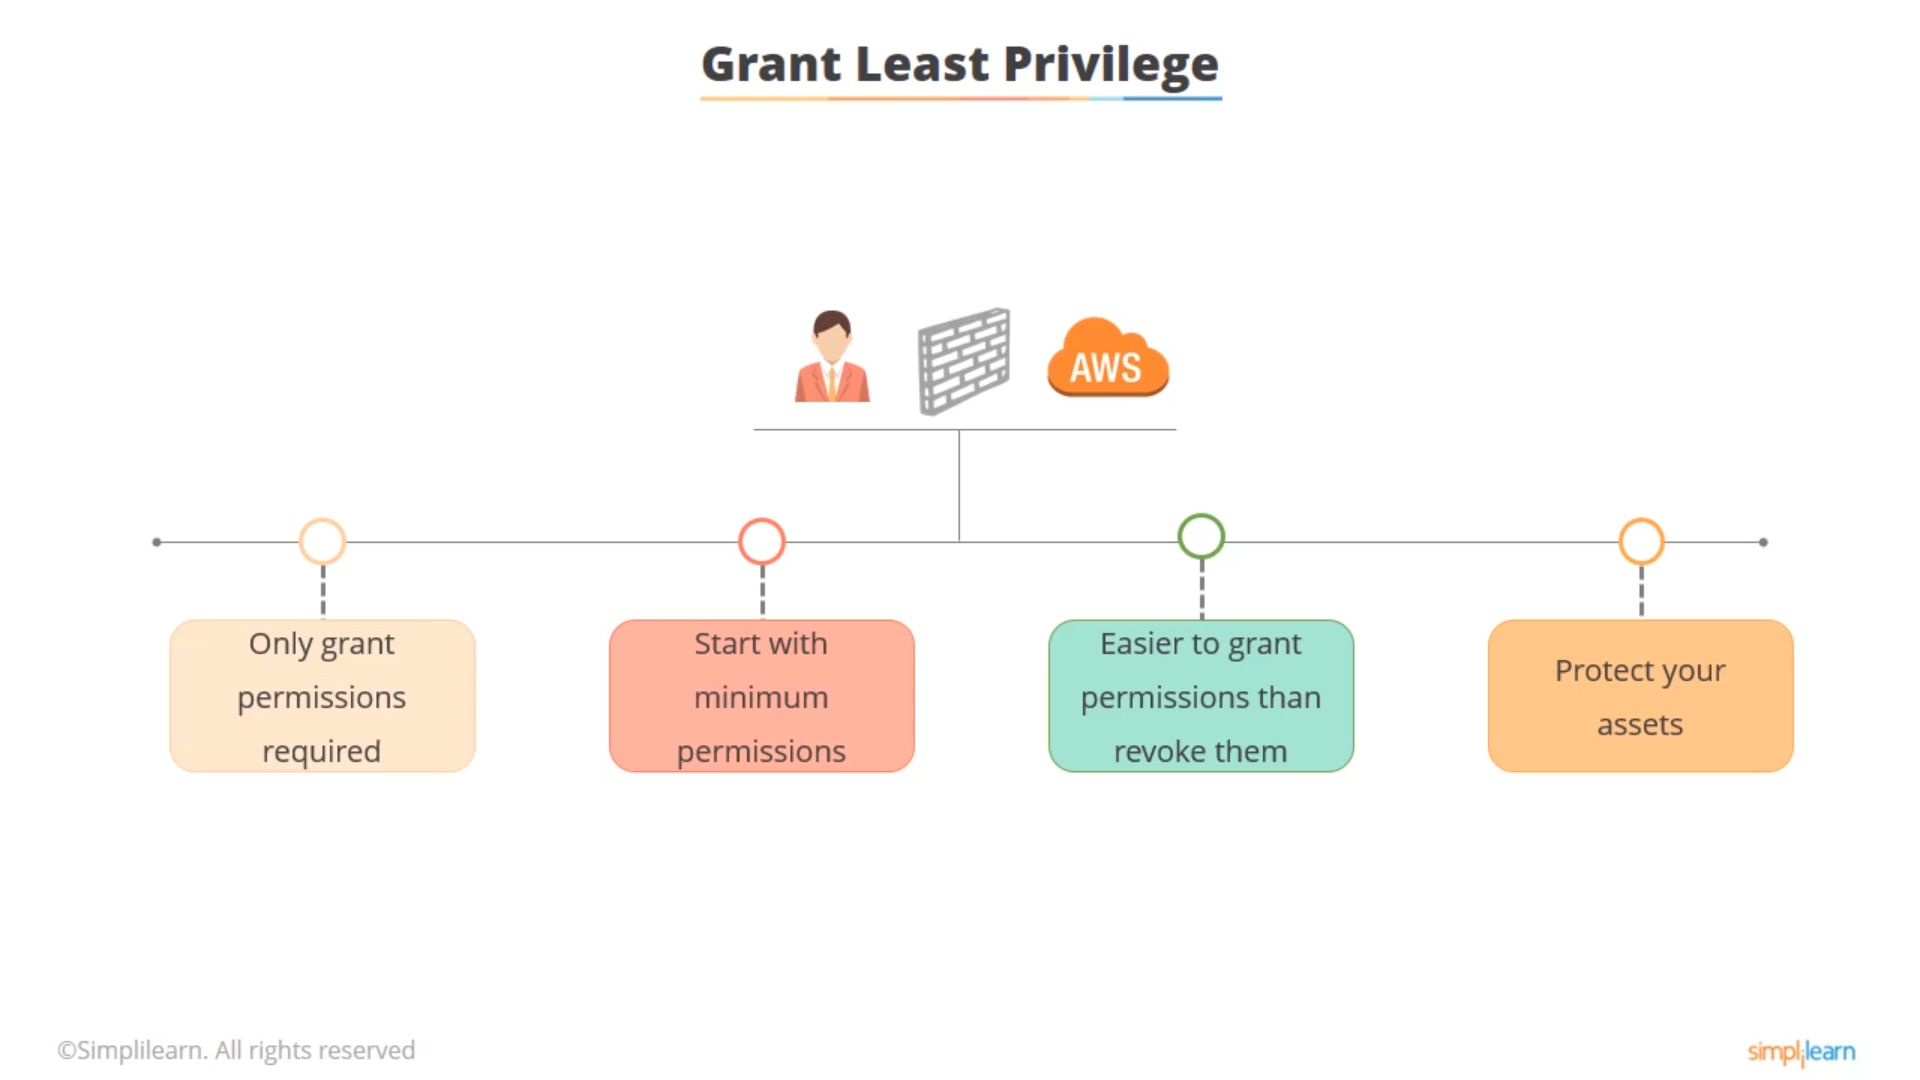 Grant Least Privilege
AWS
Only grant
permissions
required
Start with
minimum
permissions
Easier to grant
permissions than
revoke them
Protect your
assets
©Simplilearn. All rights reserved
simplilearn